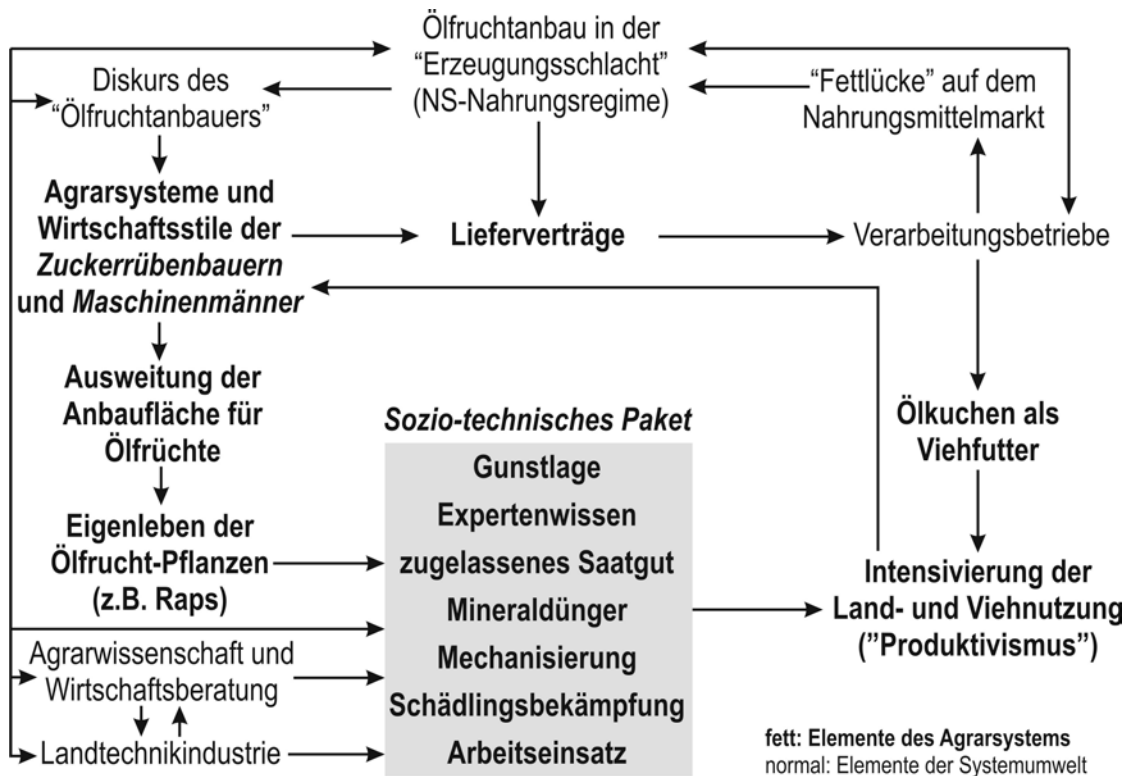 Ölfruchtanbau in der
“Erzeugungsschlacht”
(NS-Nahrungsregime)
Diskurs des
“Ölfruchtanbauers”
“Fettlücke” auf dem
Nahrungsmittelmarkt
Agrarsysteme und
Wirtschaftsstile der
Zuckerrübenbauern
und Maschinenmänner
Lieferverträge
Verarbeitungsbetriebe
Ausweitung der
Anbaufläche für
Ölfrüchte
Ölkuchen als
Viehfutter
Eigenleben der
Ölfrucht-Pflanzen
(z.B. Raps)
Sozio-technisches Paket
Gunstlage
Expertenwissen
zugelassenes Saatgut
Mineraldünger
Mechanisierung
Schädlingsbekämpfung
Arbeitseinsatz
Intensivierung der
Land- und Viehnutzung
(”Produktivismus”)
Agrarwissenschaft und
Wirtschaftsberatung
Landtechnikindustrie
fett: Elemente des Agrarsystems
normal: Elemente der Systemumwelt